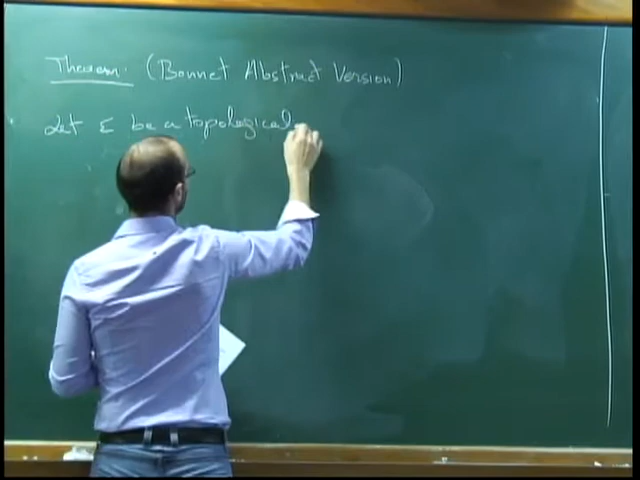 Theorem: (Bonnet Abstract Version)
Let Σ be a topological